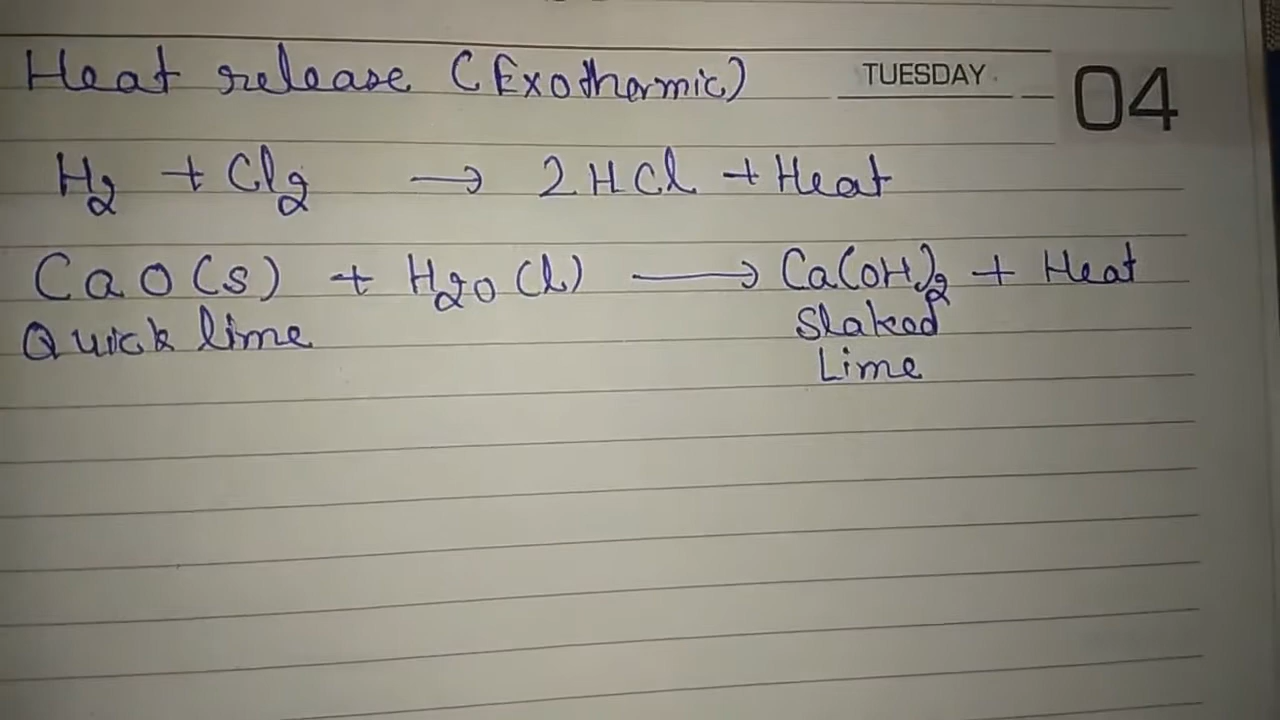 Heat release (Exothermic)
TUESDAY 04
H2 + Cl2 → 2HCl + Heat
CaO(s) + H2O(l) → Ca(OH)2 + Heat
Quick lime Slaked
Lime